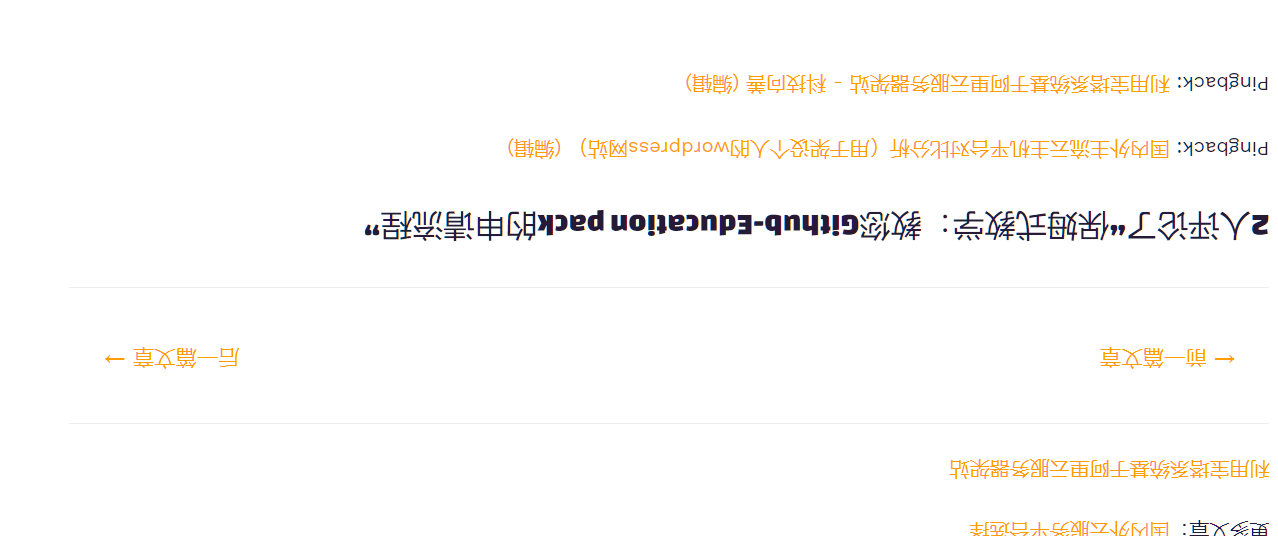 更多文章：国内外云服务平台选择
利用宝塔系统基于阿里云服务器架站
← 前一篇文章 后一篇文章 →
2人评论了“保姆式教学：教您Github-Education pack的申请流程”
Pingback: 国内外主流云主机平台对比分析（用于架设个人的wordpress网站） (编辑)
Pingback: 利用宝塔系统基于阿里云服务器架站 - 科技向善 (编辑)